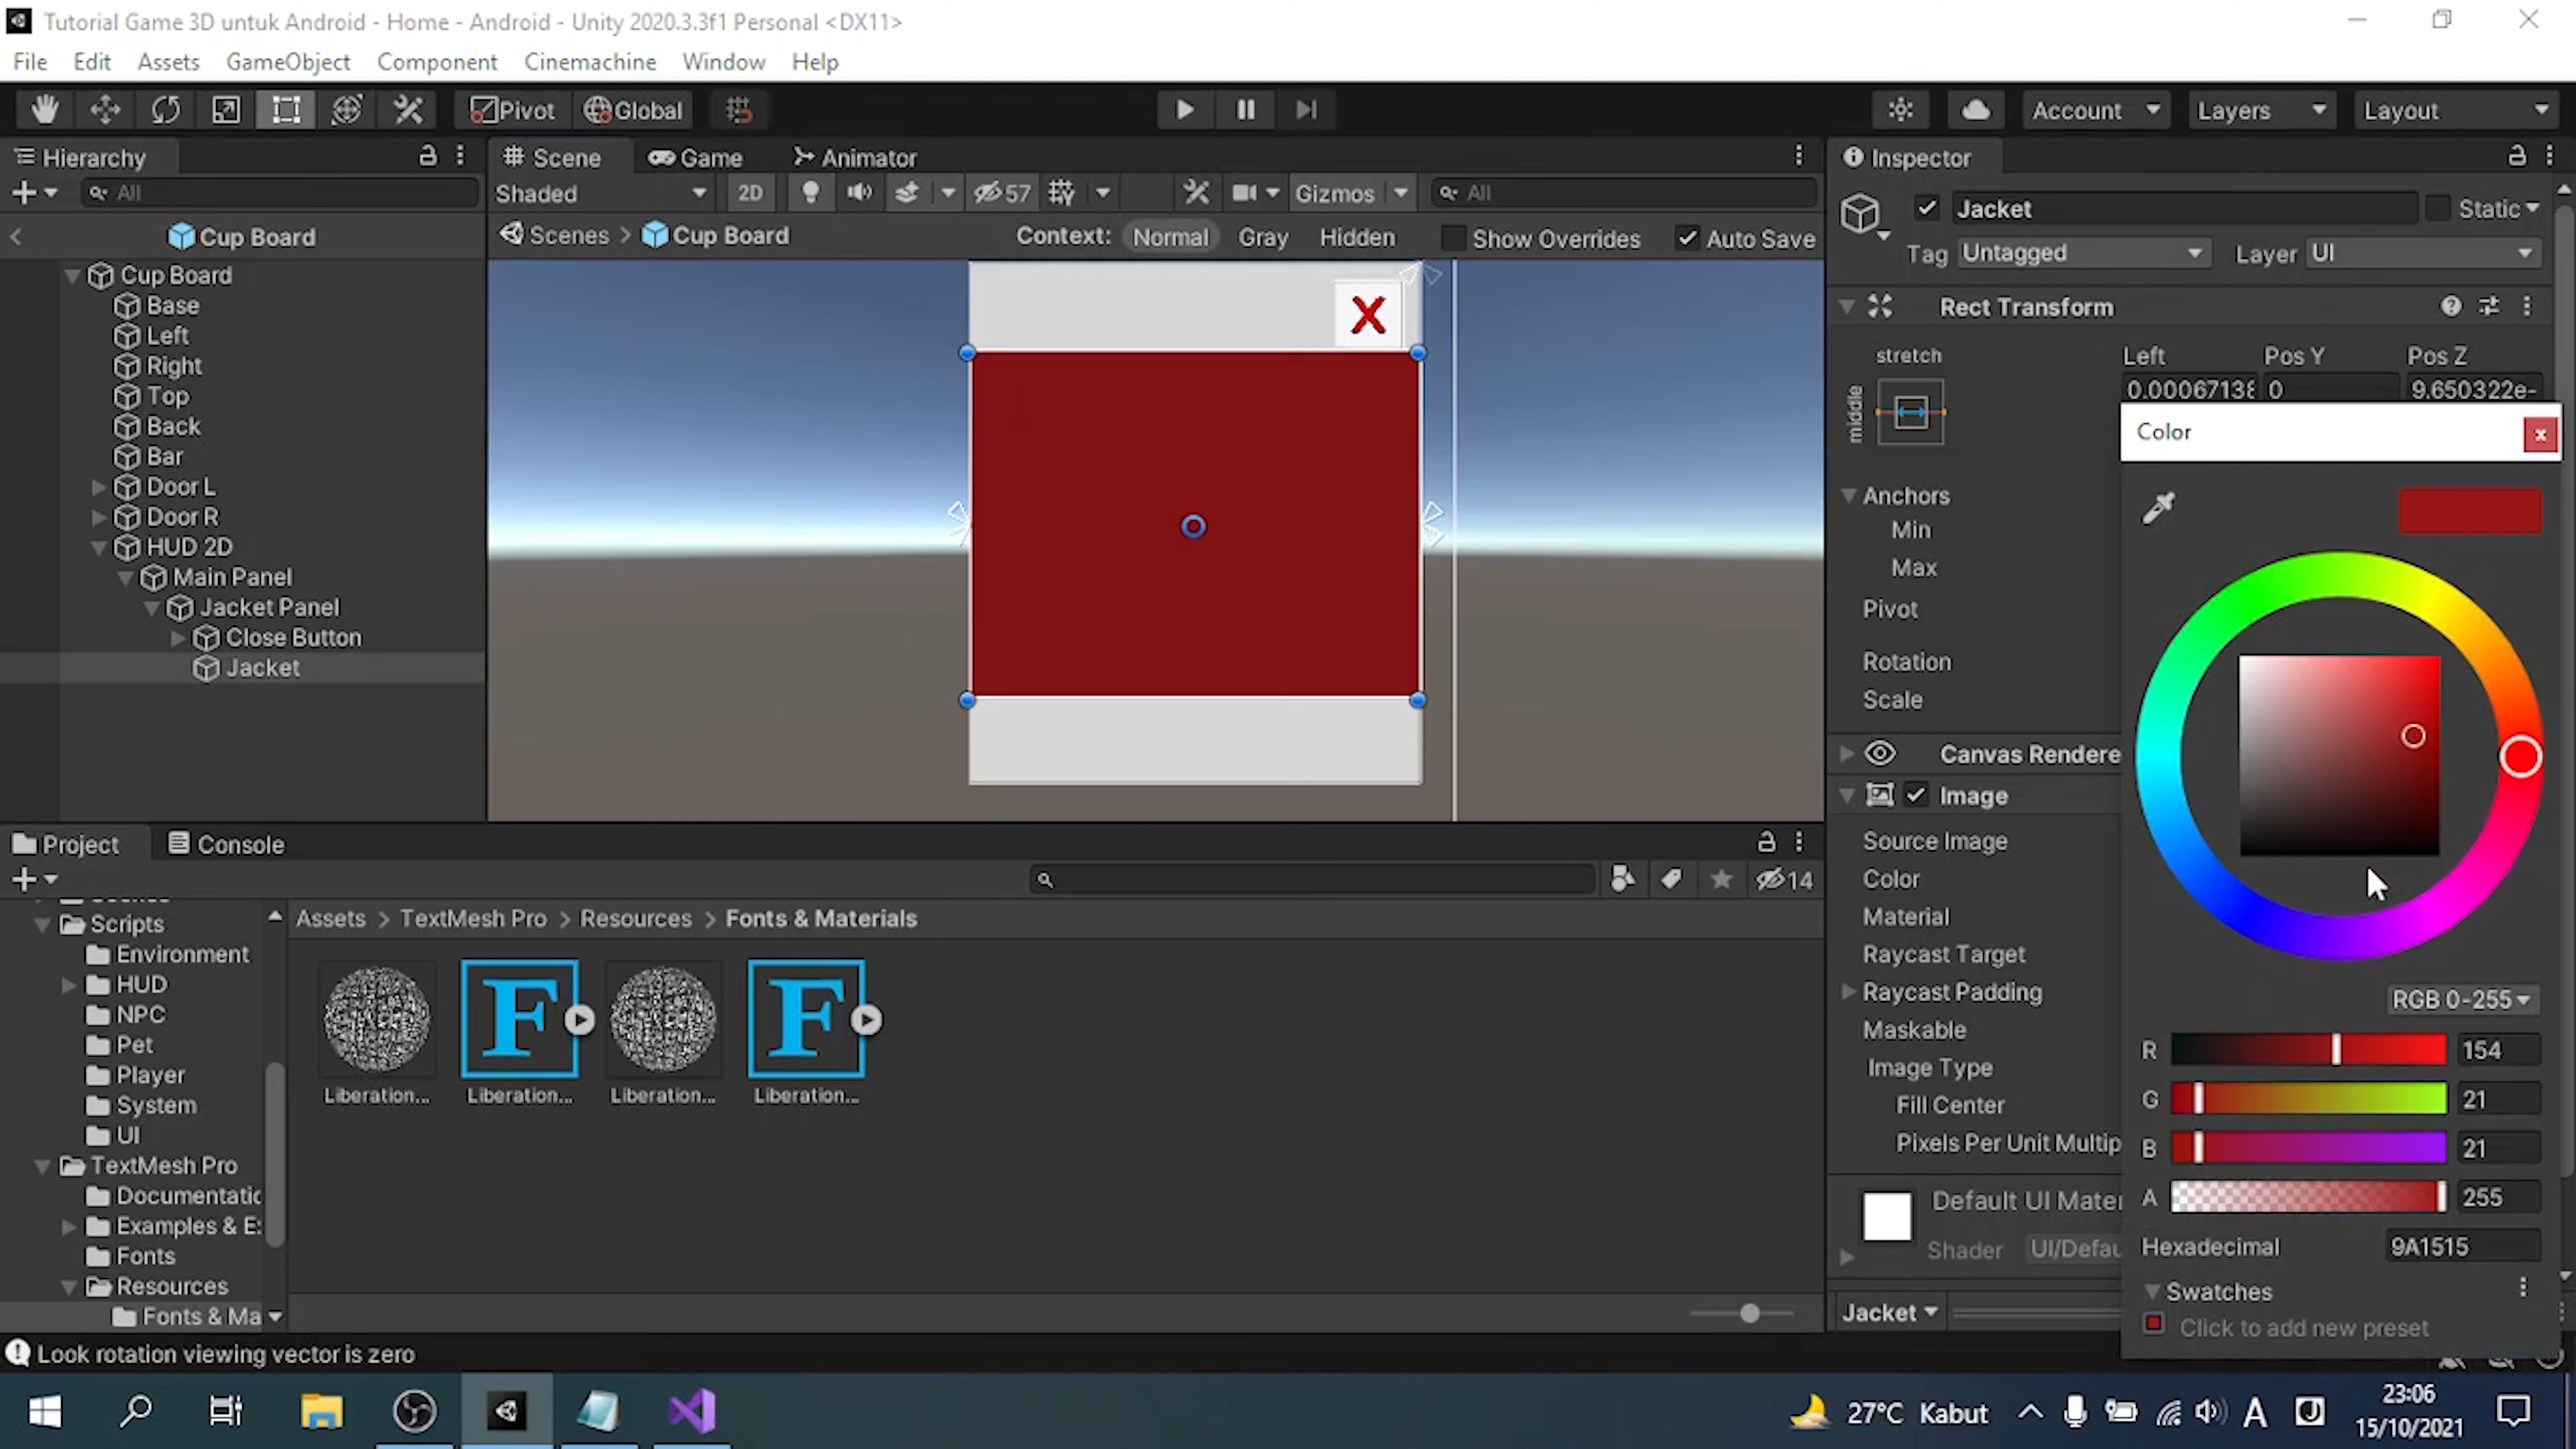 Tutorial Game 3D untuk Android - Home - Android - Unity 2020.3.3f1 Personal <DX11>
File Edit Assets GameObject Component Cinemachine Window Help
Pivot Global Account Layers Layout
Hierarchy
All
Cup Board
Cup Board
Base
Left
Right
Top
Back
Bar
Door L
Door R
HUD 2D
Main Panel
Jacket Panel
Close Button
Jacket
Scene Game Animator
Shaded 2D 57 Gizmos All
Scenes > Cup Board Context: Normal Gray Hidden Show Overrides Auto Save
X
Inspector
Jacket Static
Tag Untagged Layer UI
Rect Transform
stretch Left Pos Y Pos Z
middle 0.00067138 0 9.650322e-
Anchors
Min
Max
Pivot
Rotation
Scale
Canvas Rendere
Image
Source Image
Color
Material
Raycast Target
Raycast Padding
Maskable
Image Type
Fill Center
Pixels Per Unit Multip
Default UI Mater
Shader UI/Defau
Jacket
Color
x
RGB 0-255
R 154
G 21
B 21
A 255
Hexadecimal 9A1515
Swatches
Click to add new preset
Project Console
14
Scripts
Environment
HUD
NPC
Pet
Player
System
UI
TextMesh Pro
Documentatic
Examples & E:
Fonts
Resources
Fonts & Ma
Assets > TextMesh Pro > Resources > Fonts & Materials
F F
Liberation... Liberation... Liberation... Liberation...
Look rotation viewing vector is zero
27°C Kabut A
23:06
15/10/2021